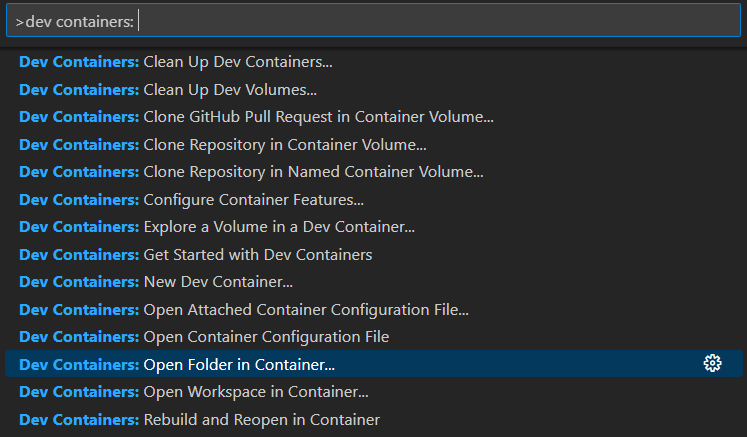 >dev containers:
Dev Containers: Clean Up Dev Containers...
Dev Containers: Clean Up Dev Volumes...
Dev Containers: Clone GitHub Pull Request in Container Volume...
Dev Containers: Clone Repository in Container Volume...
Dev Containers: Clone Repository in Named Container Volume...
Dev Containers: Configure Container Features...
Dev Containers: Explore a Volume in a Dev Container...
Dev Containers: Get Started with Dev Containers
Dev Containers: New Dev Container...
Dev Containers: Open Attached Container Configuration File...
Dev Containers: Open Container Configuration File
Dev Containers: Open Folder in Container...
Dev Containers: Open Workspace in Container...
Dev Containers: Rebuild and Reopen in Container